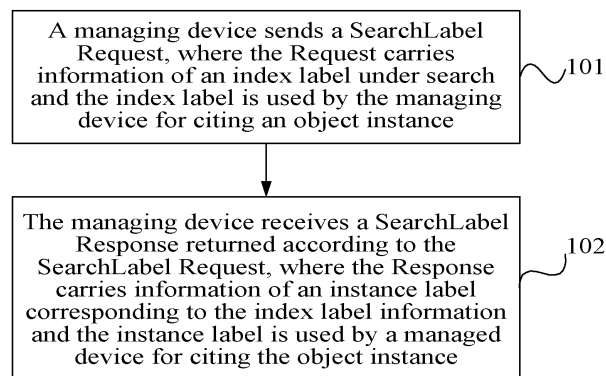 A managing device sends a SearchLabel
Request, where the Request carries
information of an index label under search
and the index label is used by the managing
device for citing an object instance
101
The managing device receives a SearchLabel
Response returned according to the
SearchLabel Request, where the Response
carries information of an instance label
corresponding to the index label information
and the instance label is used by a managed
device for citing the object instance
102